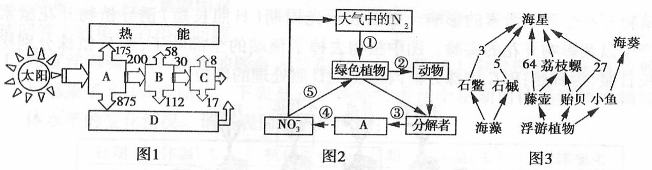 热 能
太阳
175
200
58
30
8
A
B
C
875
112
17
D
图1
大气中的N₂
①
绿色植物
②
动物
⑤
NO₃⁻
④
A
③
分解者
图2
海星
海葵
3
5
64
荔枝螺
27
石鳖
石槭
藤壶
贻贝
小鱼
海藻
浮游植物
图3